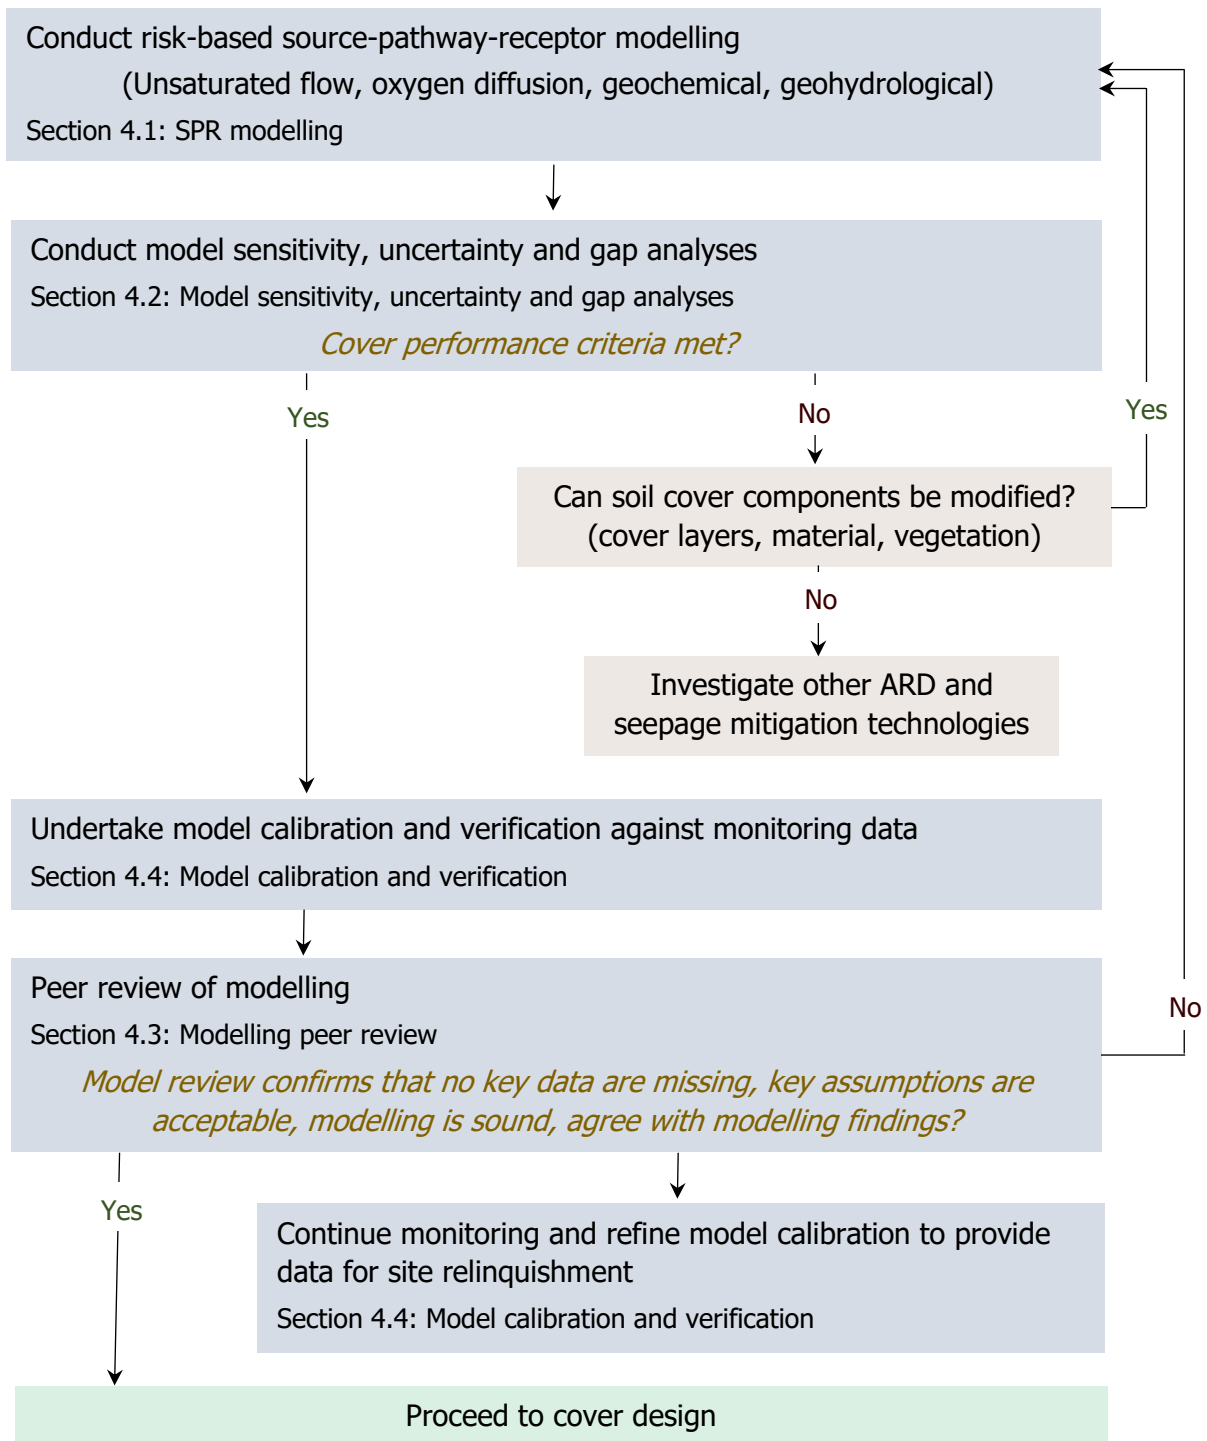 Conduct risk-based source-pathway-receptor modelling
(Unsaturated flow, oxygen diffusion, geochemical, geohydrological)
Section 4.1: SPR modelling
Conduct model sensitivity, uncertainty and gap analyses
Section 4.2: Model sensitivity, uncertainty and gap analyses
Cover performance criteria met?
Yes
No
Yes
Can soil cover components be modified?
(cover layers, material, vegetation)
No
Investigate other ARD and
seepage mitigation technologies
Undertake model calibration and verification against monitoring data
Section 4.4: Model calibration and verification
Peer review of modelling
Section 4.3: Modelling peer review
Model review confirms that no key data are missing, key assumptions are
acceptable, modelling is sound, agree with modelling findings?
No
Yes
Continue monitoring and refine model calibration to provide
data for site relinquishment
Section 4.4: Model calibration and verification
Proceed to cover design